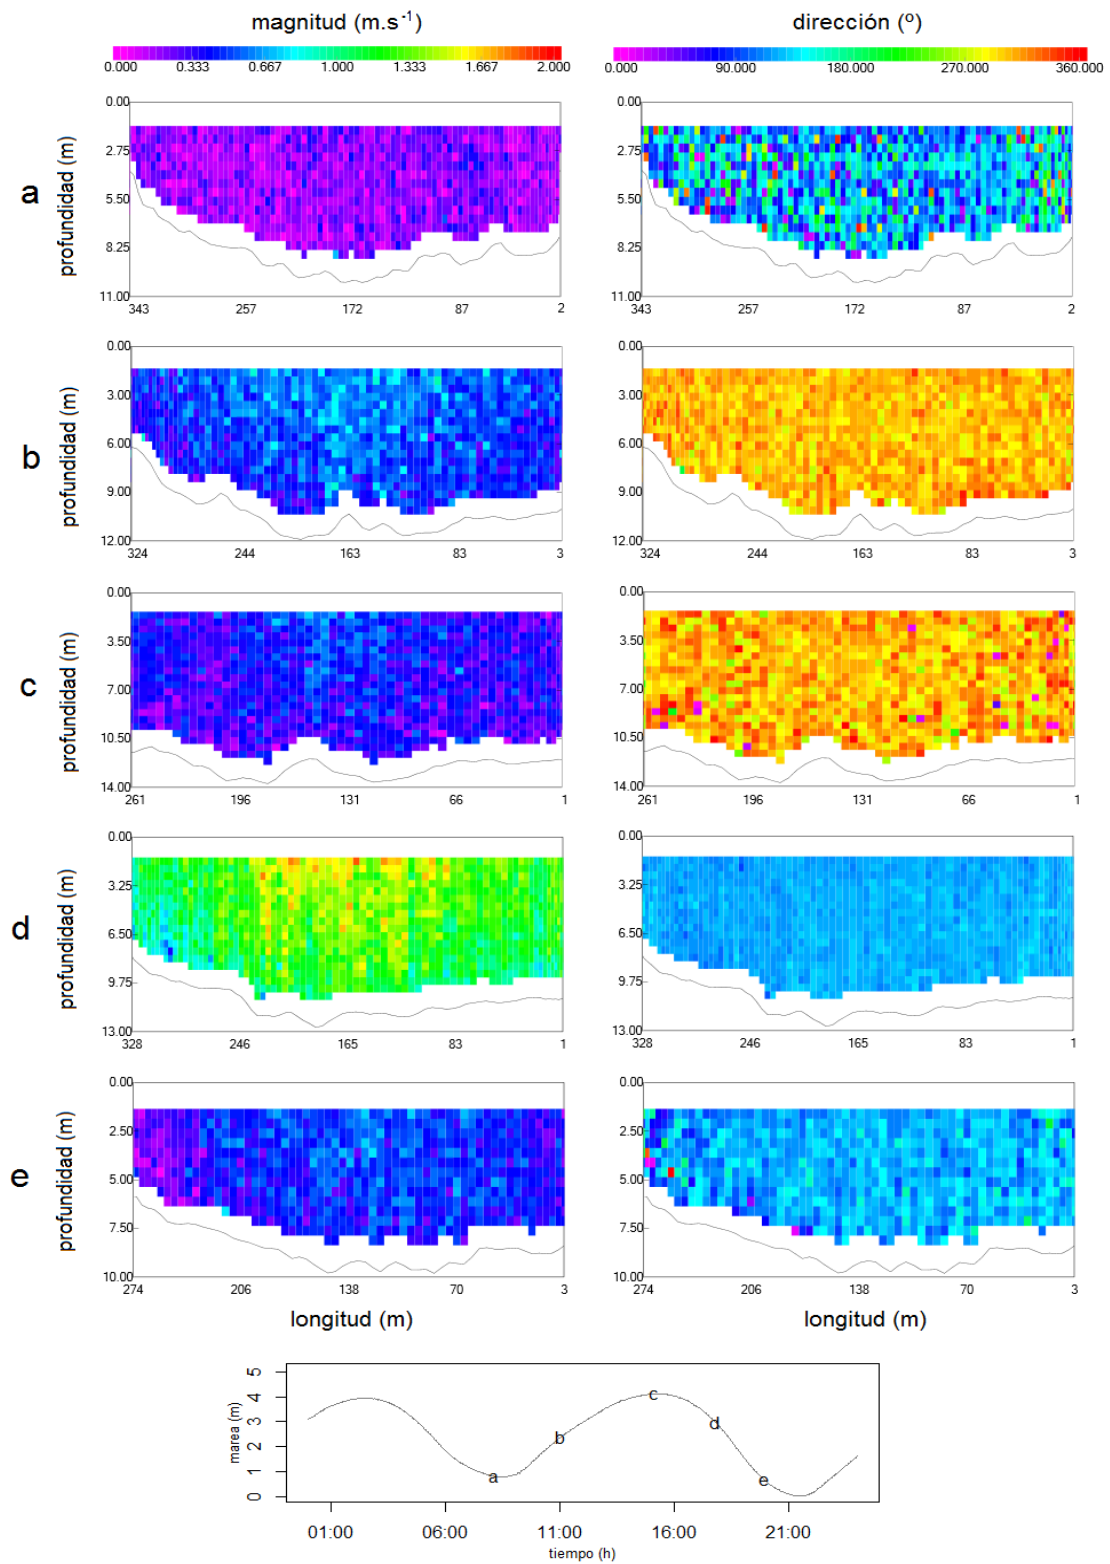 magnitud (m.s-1) dirección (º)
0.000 0.333 0.667 1.000 1.333 1.667 2.000 0.000 90.000 180.000 270.000 360.000
a
profundidad (m)
0.00 2.75 5.50 8.25 11.00
343 257 172 87 2
0.00 2.75 5.50 8.25 11.00
343 257 172 87 2
b
profundidad (m)
0.00 3.00 6.00 9.00 12.00
324 244 163 83 3
0.00 3.00 6.00 9.00 12.00
324 244 163 83 3
c
profundidad (m)
0.00 3.50 7.00 10.50 14.00
261 196 131 66 1
0.00 3.50 7.00 10.50 14.00
261 196 131 66 1
d
profundidad (m)
0.00 3.25 6.50 9.75 13.00
328 246 165 83 1
0.00 3.25 6.50 9.75 13.00
328 246 165 83 1
e
profundidad (m)
0.00 2.50 5.00 7.50 10.00
274 206 138 70 3
0.00 2.50 5.00 7.50 10.00
274 206 138 70 3
longitud (m) longitud (m)
marea (m)
5 4 3 2 1 0
a b c d e
01:00 06:00 11:00 16:00 21:00
tiempo (h)